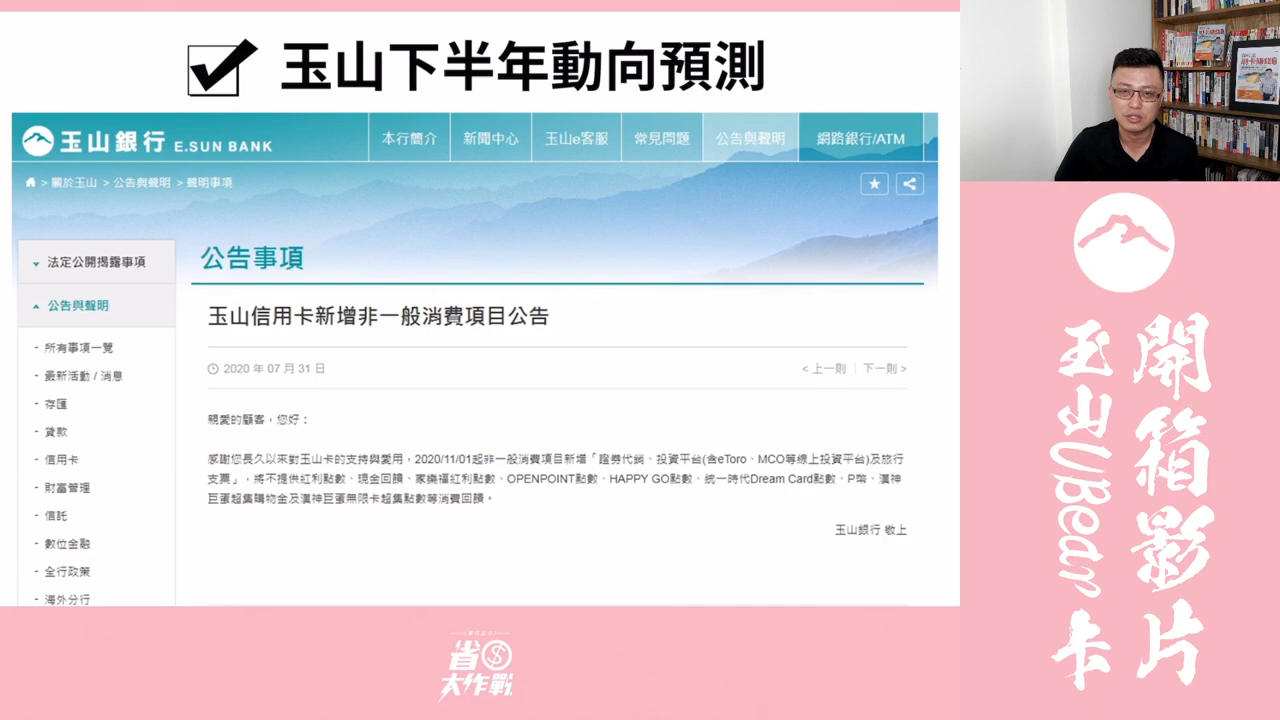 玉山下半年動向預測
玉山銀行 E.SUN BANK
本行簡介
新聞中心
玉山e客服
常見問題
公告與聲明
網路銀行/ATM
> 關於玉山 > 公告與聲明 > 聲明事項
法定公開揭露事項
公告與聲明
- 所有事項一覽
- 最新活動 / 消息
- 存匯
- 貸款
- 信用卡
- 財富管理
- 信託
- 數位金融
- 全行政策
- 海外分行
公告事項
玉山信用卡新增非一般消費項目公告
2020 年 07 月 31 日
< 上一則 | 下一則 >
親愛的顧客，您好：
感謝您長久以來對玉山卡的支持與愛用，2020/11/01起非一般消費項目新增「證券代銷、投資平台(含eToro、MCO等線上投資平台)及旅行
支票」，將不提供紅利點數、現金回饋、家樂福紅利點數、OPENPOINT點數、HAPPY GO點數、統一時代Dream Card點數、P幣、漢神
巨蛋超集購物金及漢神巨蛋無限卡超集點數等消費回饋。
玉山銀行 敬上
開箱影片
玉山UBear卡
省$
大作戰